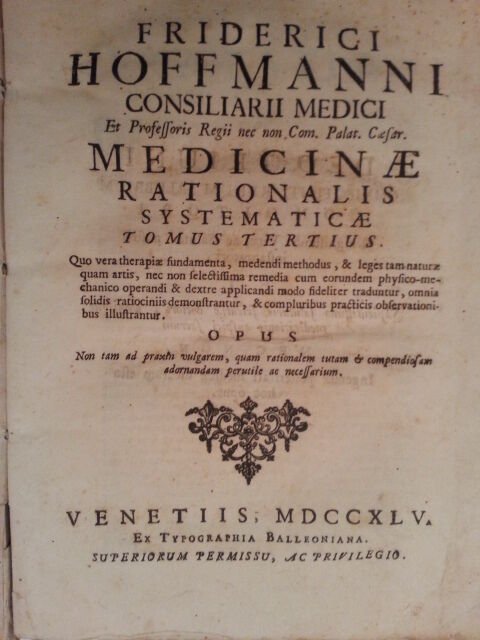 FRIDERICI
HOFFMANNI
CONSILIARII MEDICI
Et Profeſſoris Regii nec non Com. Palat. Cæſar.
MEDICINÆ
RATIONALIS
SYSTEMATICÆ
TOMUS TERTIUS.
Quo vera therapiæ fundamenta, medendi methodus, & leges tam naturæ
quam artis, nec non ſelectiſſima remedia cum eorundem phyſico-me-
chanico operandi & dextre applicandi modo fideliter traduntur, omnia
ſolidis ratiociniis demonſtrantur, & compluribus practicis obſervationi-
bus illuſtrantur.
OPUS
Non tam ad praxin vulgarem, quam rationalem tutam & compendioſam
adornandam perutile ac neceſſarium.
VENETIIS, MDCCXLV.
EX TYPOGRAPHIA BALLEONIANA.
SUPERIORUM PERMISSU, AC PRIVILEGIO.